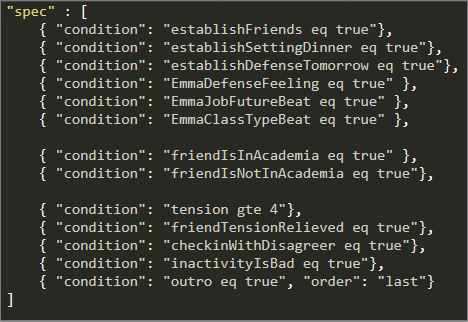 "spec" : [
{ "condition": "establishFriends eq true"},
{ "condition": "establishSettingDinner eq true"},
{ "condition": "establishDefenseTomorrow eq true"},
{ "condition": "EmmaDefenseFeeling eq true" },
{ "condition": "EmmaJobFutureBeat eq true" },
{ "condition": "EmmaClassTypeBeat eq true" },
{ "condition": "friendIsInAcademia eq true" },
{ "condition": "friendIsNotInAcademia eq true"},
{ "condition": "tension gte 4"},
{ "condition": "friendTensionRelieved eq true"},
{ "condition": "checkinWithDisagreer eq true"},
{ "condition": "inactivityIsBad eq true"},
{ "condition": "outro eq true", "order": "last"}
]